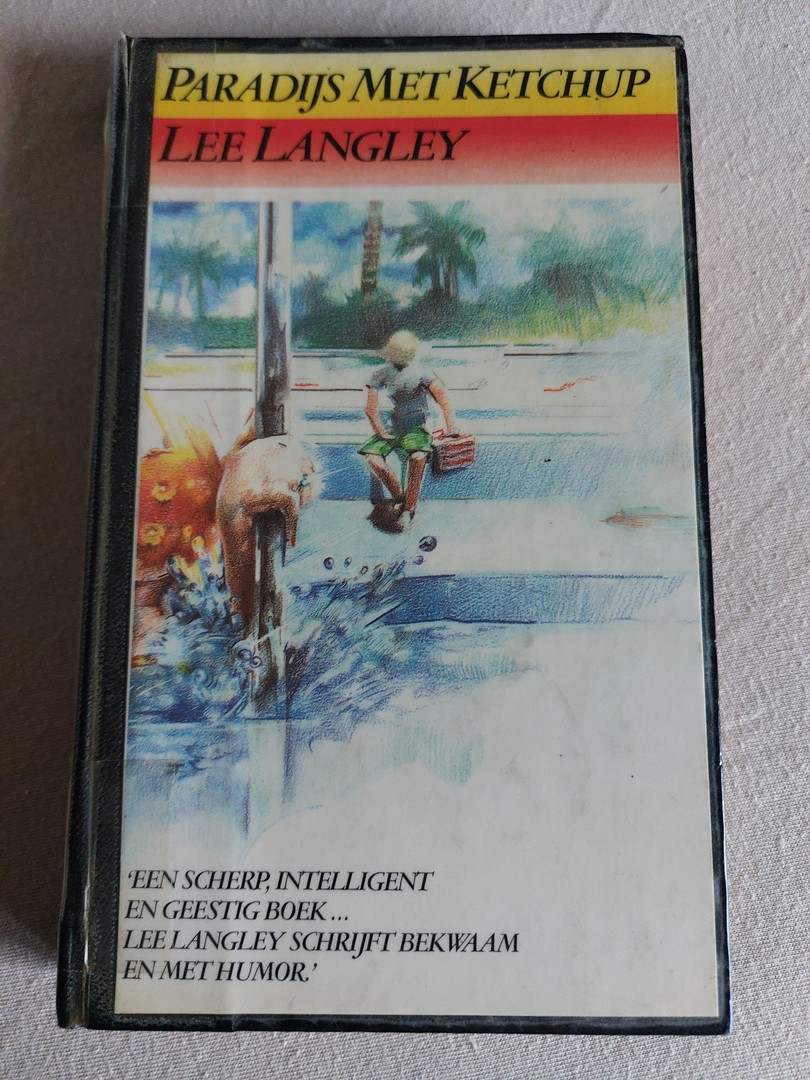 PARADIJS MET KETCHUP
LEE LANGLEY
‘EEN SCHERP, INTELLIGENT
EN GEESTIG BOEK...
LEE LANGLEY SCHRIJFT BEKWAAM
EN MET HUMOR.’